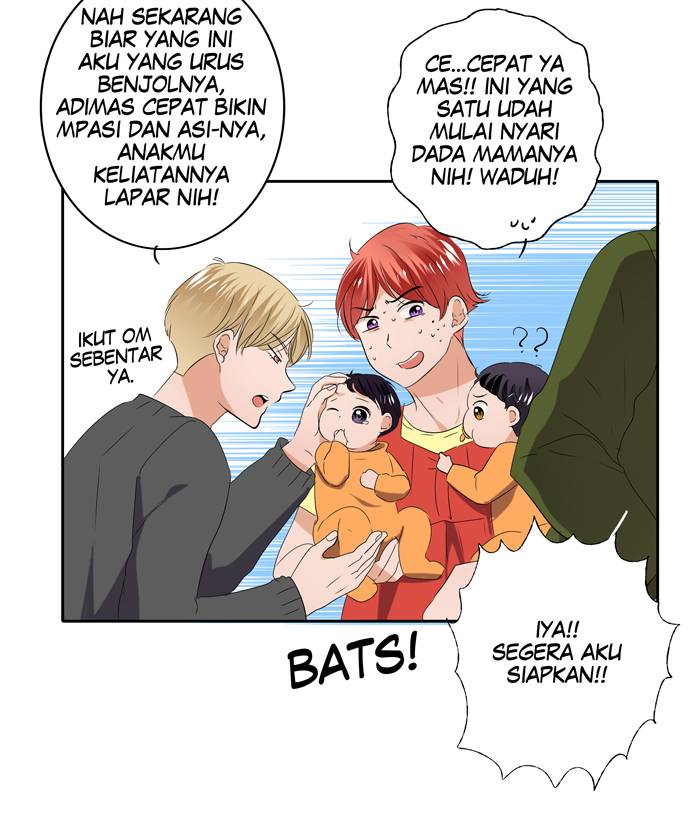 NAH SEKARANG
BIAR YANG INI
AKU YANG URUS
BENJOLNYA,
ADIMAS CEPAT BIKIN
MPASI DAN ASI-NYA,
ANAKMU
KELIATANNYA
LAPAR NIH!
CE...CEPAT YA
MAS!! INI YANG
SATU UDAH
MULAI NYARI
DADA MAMANYA
NIH! WADUH!
IKUT OM
SEBENTAR
YA.
??
IYA!!
SEGERA AKU
SIAPKAN!!
BATS!